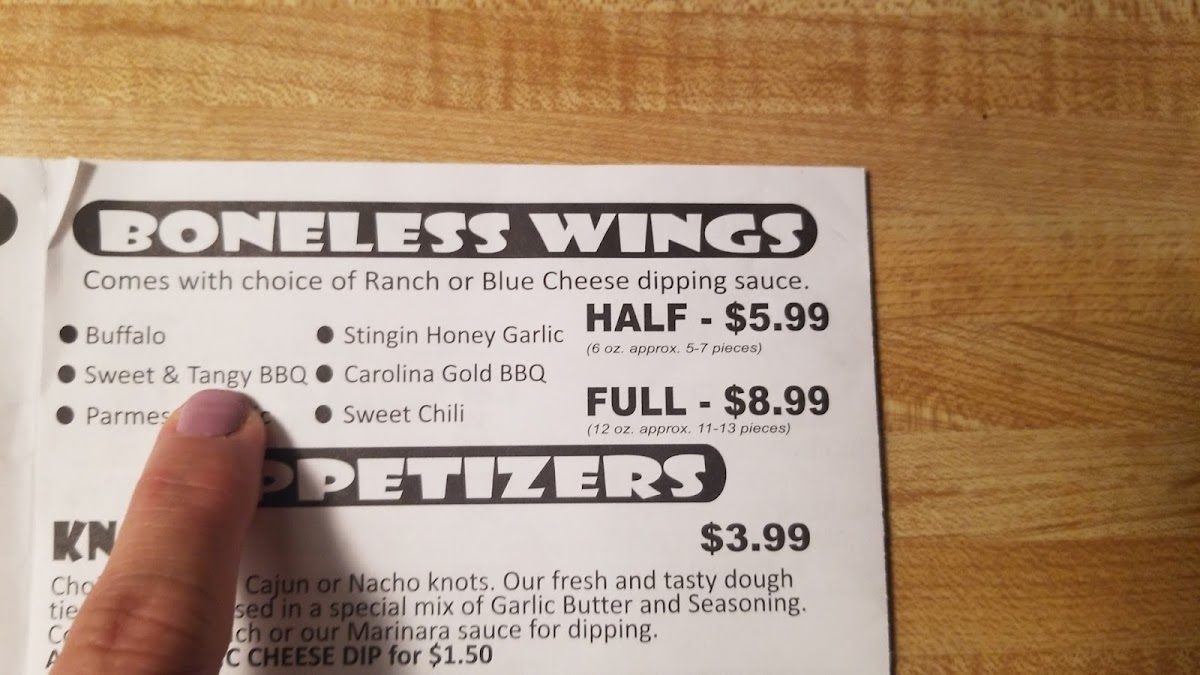 BONELESS WINGS
Comes with choice of Ranch or Blue Cheese dipping sauce.
Buffalo
Sweet & Tangy BBQ
Stingin Honey Garlic
Carolina Gold BBQ
Sweet Chili
HALF - $5.99
(6 oz. approx. 5-7 pieces)
FULL - $8.99
(12 oz. approx. 11-13 pieces)
$3.99
Cajun or Nacho knots. Our fresh and tasty dough
in a special mix of Garlic Butter and Seasoning.
or our Marinara sauce for dipping.
CHEESE DIP for $1.50